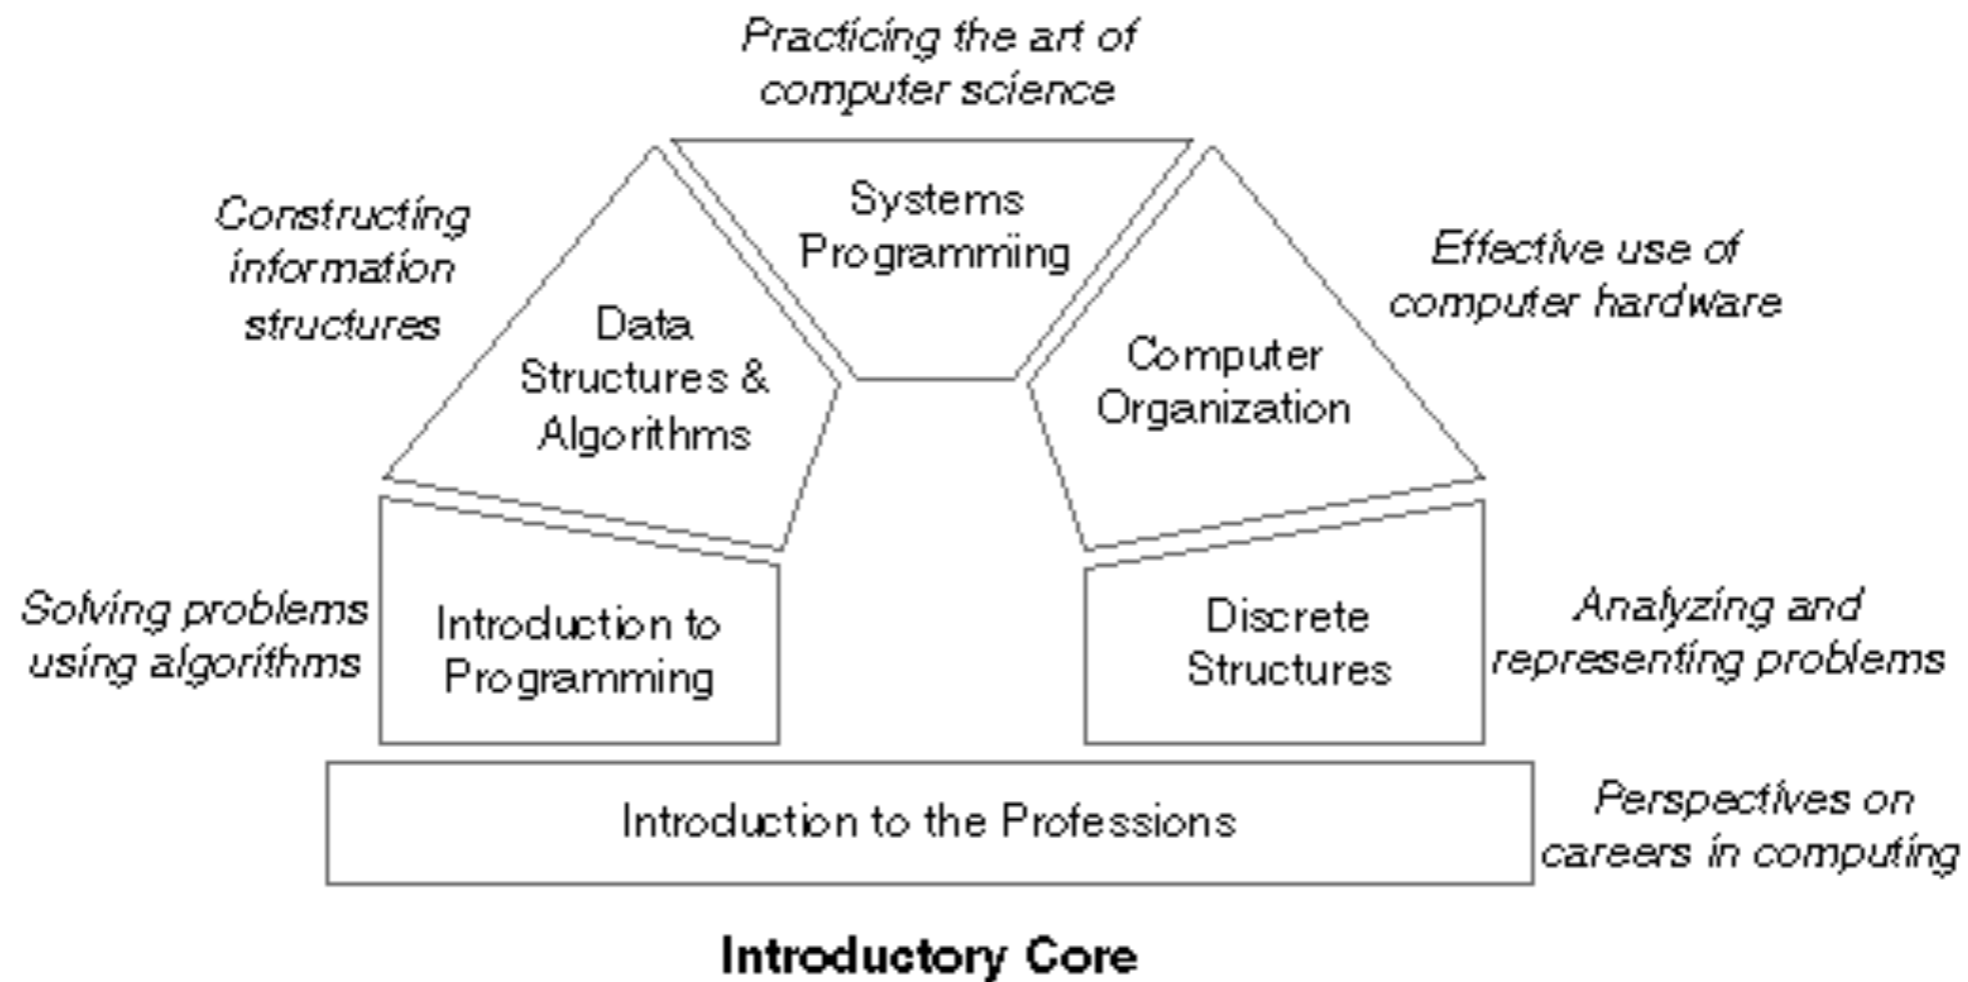 Practicing the art of
computer science
Systems
Programming
Constructing
information
structures
Effective use of
computer hardware
Data
Structures &
Algorithms
Computer
Organization
Solving problems
using algorithms
Introduction to
Programming
Discrete
Structures
Analyzing and
representing problems
Introduction to the Professions
Perspectives on
careers in computing
Introductory Core